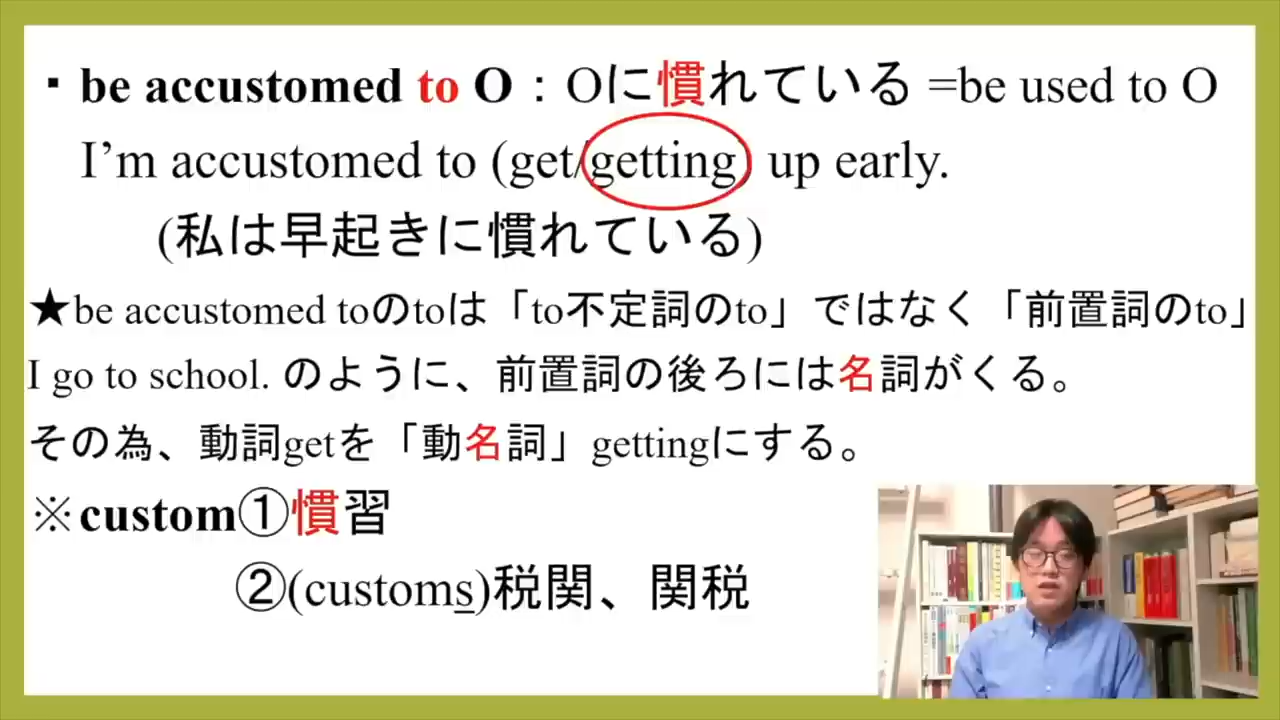 ・be accustomed to O：Oに慣れている =be used to O
I’m accustomed to (get/getting) up early.
(私は早起きに慣れている)
★be accustomed toのtoは「to不定詞のto」ではなく「前置詞のto」
I go to school. のように、前置詞の後ろには名詞がくる。
その為、動詞getを「動名詞」gettingにする。
※custom①慣習
②(customs)税関、関税